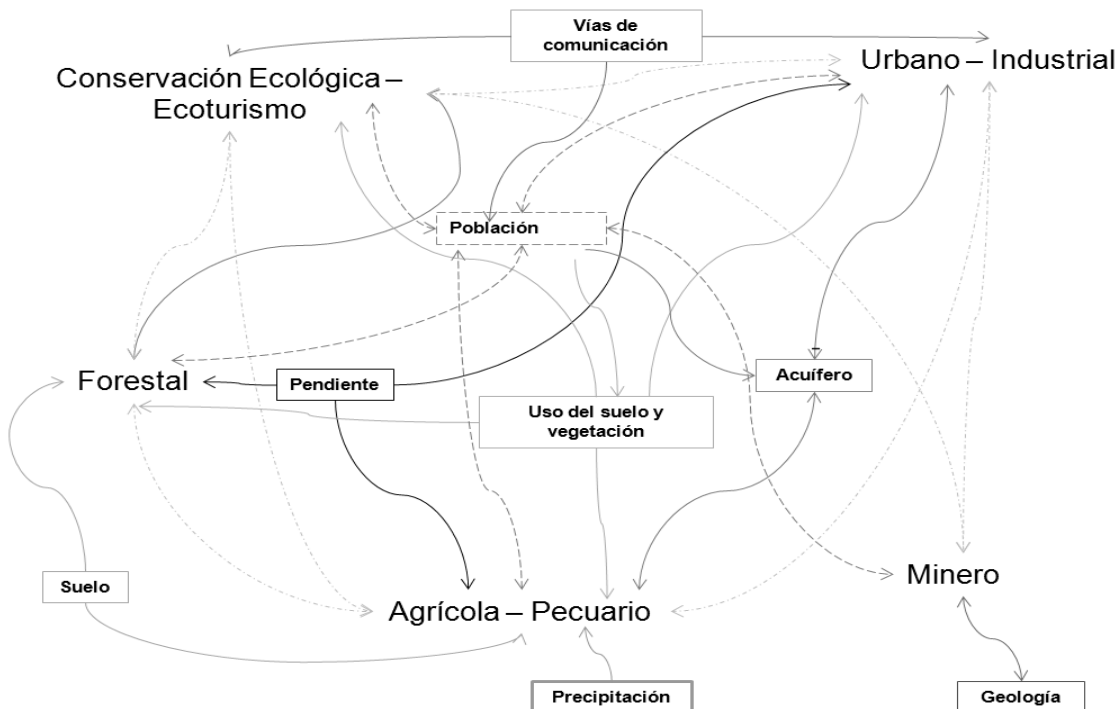 Vías de
comunicación
Urbano – Industrial
Conservación Ecológica –
Ecoturismo
Población
Forestal
Pendiente
Acuífero
Uso del suelo y
vegetación
Suelo
Minero
Agrícola – Pecuario
Precipitación
Geología